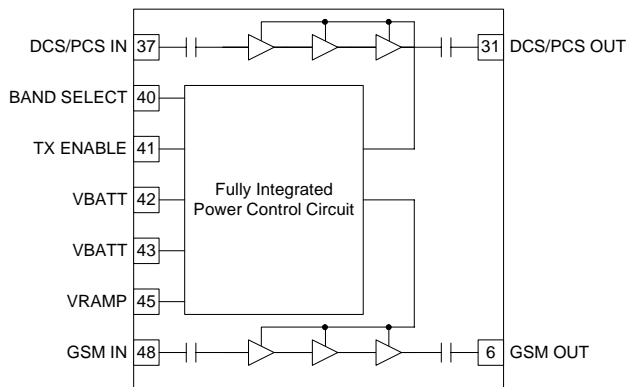 DCS/PCS IN 37 31 DCS/PCS OUT
BAND SELECT 40
TX ENABLE 41
VBATT 42
Fully Integrated
Power Control Circuit
VBATT 43
VRAMP 45
GSM IN 48 6 GSM OUT